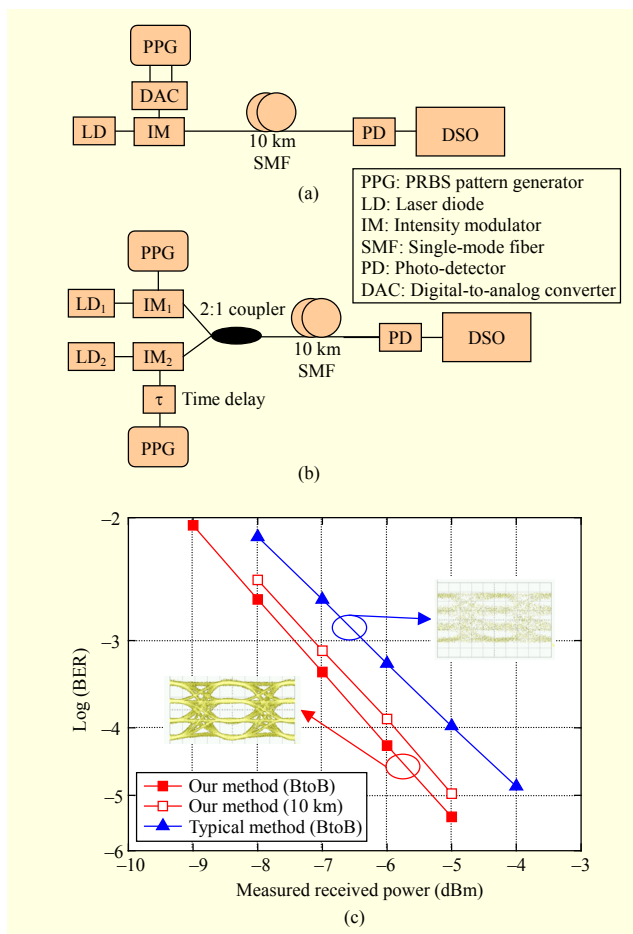 PPG
DAC
LD
IM
10 km
SMF
PD
DSO
(a)
PPG: PRBS pattern generator
LD: Laser diode
IM: Intensity modulator
SMF: Single-mode fiber
PD: Photo-detector
DAC: Digital-to-analog converter
PPG
LD1
IM1
2:1 coupler
LD2
IM2
10 km
SMF
PD
DSO
τ
Time delay
PPG
(b)
–2
–3
–4
–5
–6
Log (BER)
Our method (BtoB)
Our method (10 km)
Typical method (BtoB)
–10
–9
–8
–7
–6
–5
–4
–3
Measured received power (dBm)
(c)